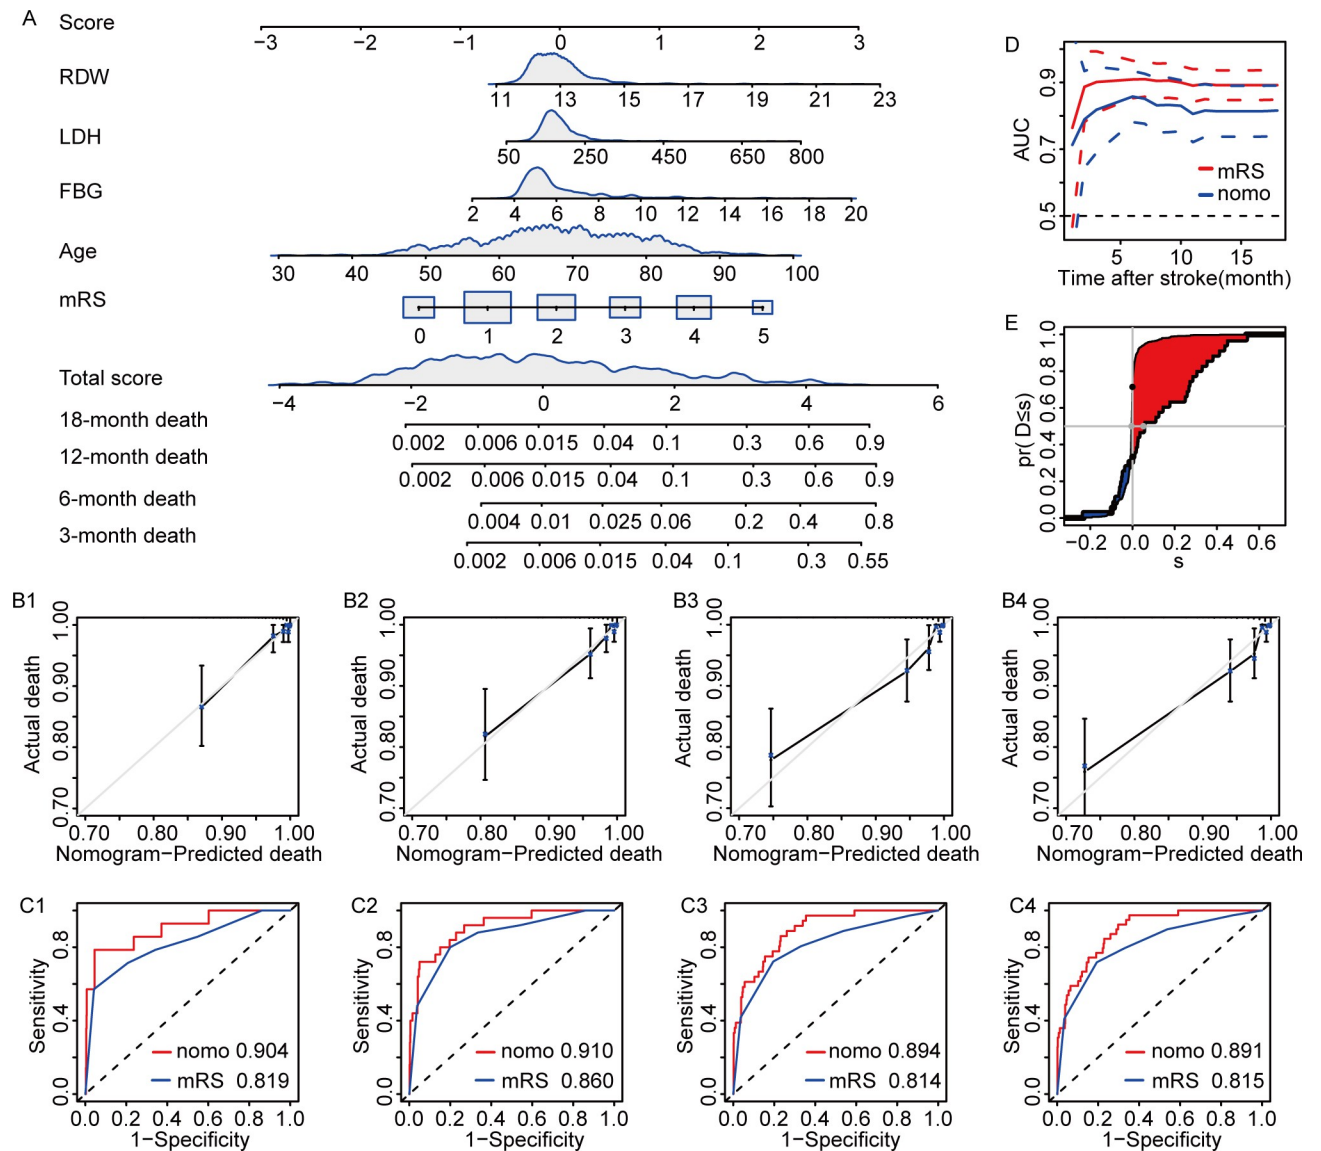 A
Score
−3 −2 −1 0 1 2 3
RDW
11 13 15 17 19 21 23
LDH
50 250 450 650 800
FBG
2 4 6 8 10 12 14 16 18 20
Age
30 40 50 60 70 80 90 100
mRS
0 1 2 3 4 5
Total score
−4 −2 0 2 4 6
18-month death
0.002 0.006 0.015 0.04 0.1 0.3 0.6 0.9
12-month death
0.002 0.006 0.015 0.04 0.1 0.3 0.6 0.9
6-month death
0.004 0.01 0.025 0.06 0.2 0.4 0.8
3-month death
0.002 0.006 0.015 0.04 0.1 0.3 0.55
D
AUC
0.5 0.7 0.9
mRS
nomo
5 10 15
Time after stroke(month)
E
pr( D≤s)
0.0 0.2 0.4 0.6 0.8 1.
−0.2 0.0 0.2 0.4 0.6
s
B1
Actual death
0.70 0.80 0.90 1.00
0.70 0.80 0.90 1.00
Nomogram−Predicted death
B2
Actual death
0.70 0.80 0.90 1.00
0.70 0.80 0.90 1.00
Nomogram−Predicted death
B3
Actual death
0.70 0.80 0.90 1.00
0.70 0.80 0.90 1.00
Nomogram−Predicted death
B4
Actual death
0.70 0.80 0.90 1.00
0.70 0.80 0.90 1.00
Nomogram−Predicted death
C1
Sensitivity
0.0 0.4 0.8
nomo 0.904
mRS 0.819
0.0 0.2 0.4 0.6 0.8 1.0
1−Specificity
C2
Sensitivity
0.0 0.4 0.8
nomo 0.910
mRS 0.860
0.0 0.2 0.4 0.6 0.8 1.0
1−Specificity
C3
Sensitivity
0.0 0.4 0.8
nomo 0.894
mRS 0.814
0.0 0.2 0.4 0.6 0.8 1.0
1−Specificity
C4
Sensitivity
0.0 0.4 0.8
nomo 0.891
mRS 0.815
0.0 0.2 0.4 0.6 0.8 1.0
1−Specificity